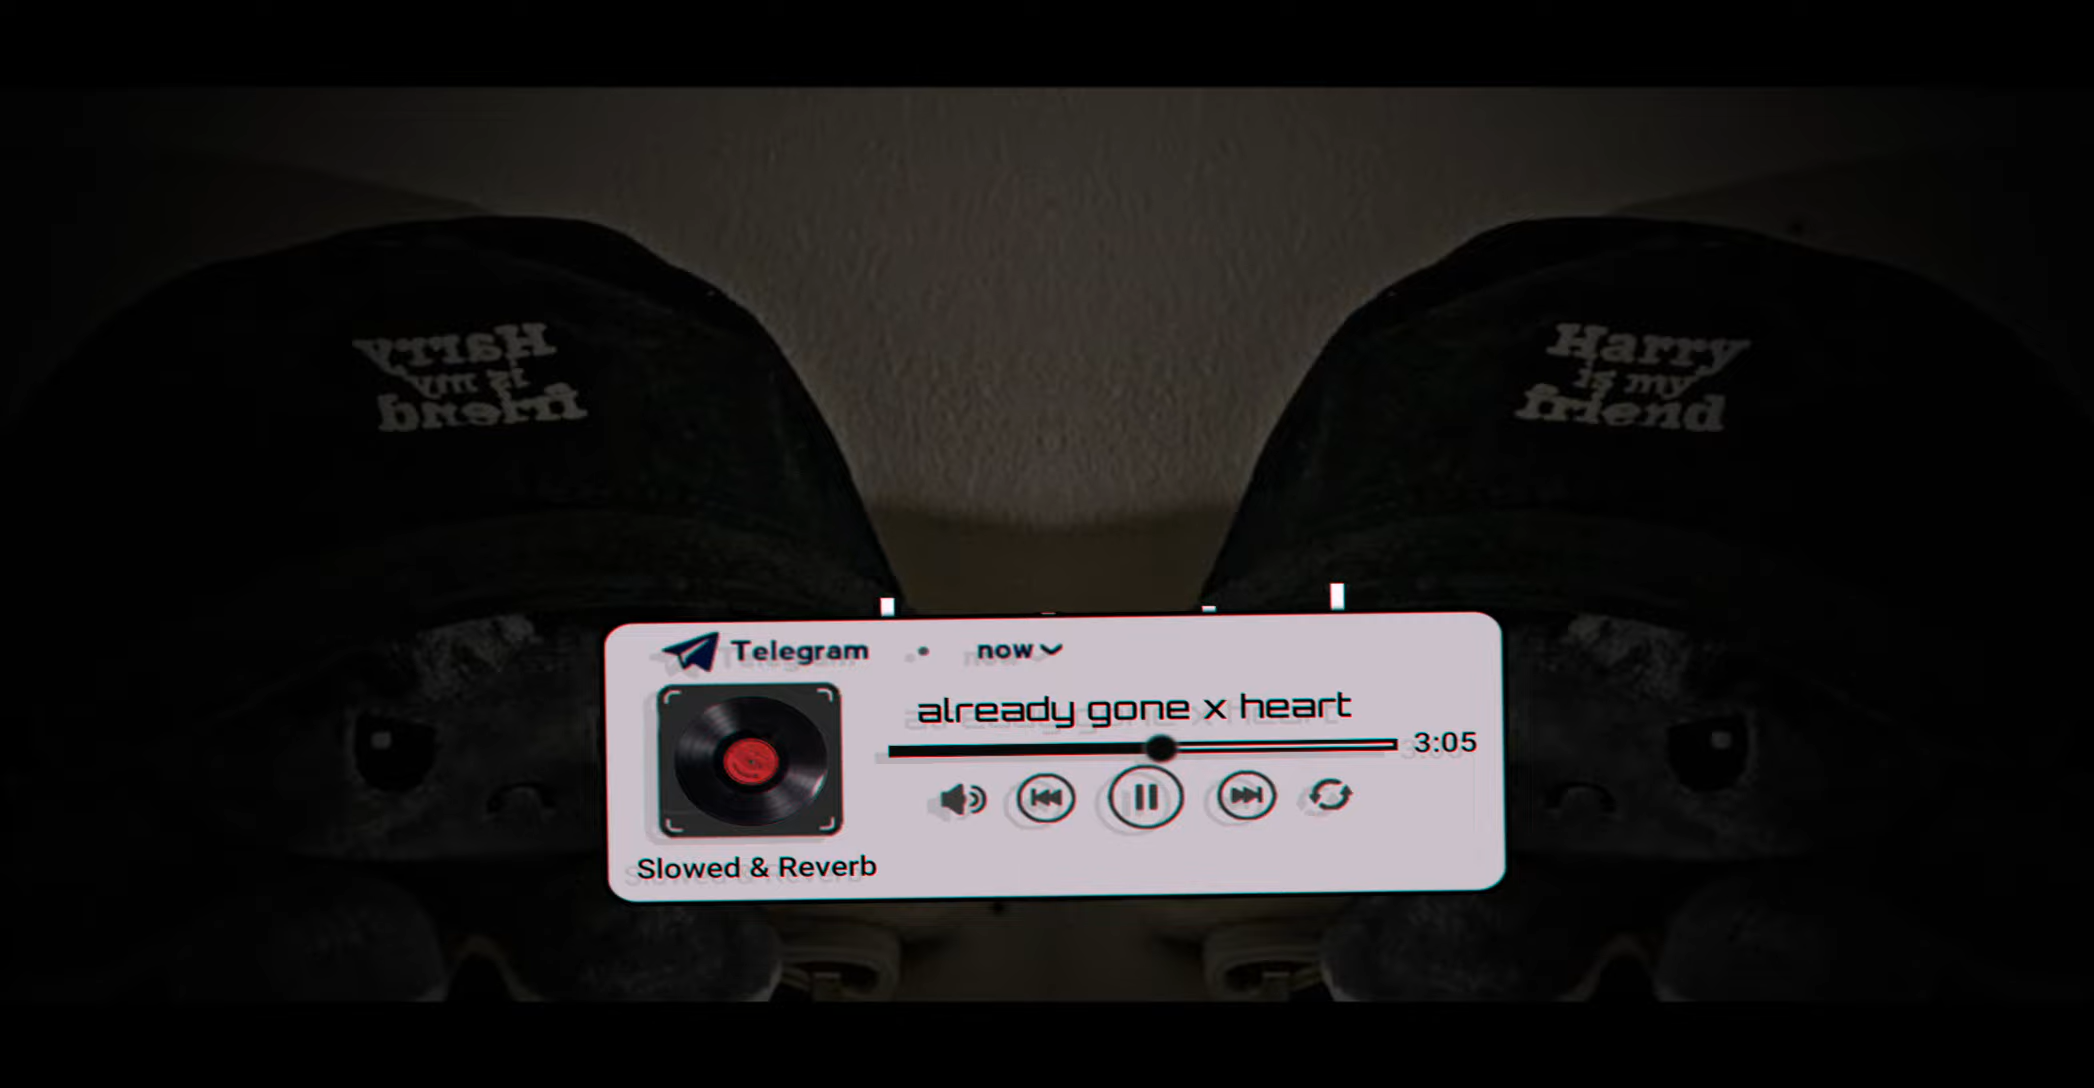 Harry
is my
friend
Harry
is my
friend
Telegram • now
already gone x heart
3:05
Slowed & Reverb